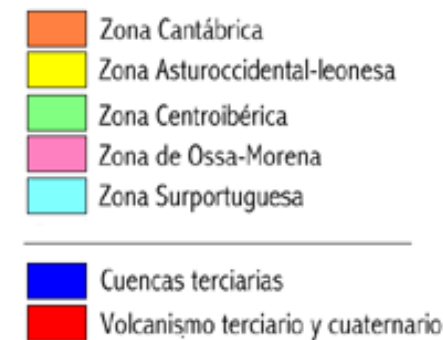 Zona Cantábrica
Zona Asturoccidental-leonesa
Zona Centroibérica
Zona de Ossa-Morena
Zona Surportuguesa
Cuencas terciarias
Volcanismo terciario y cuaternario